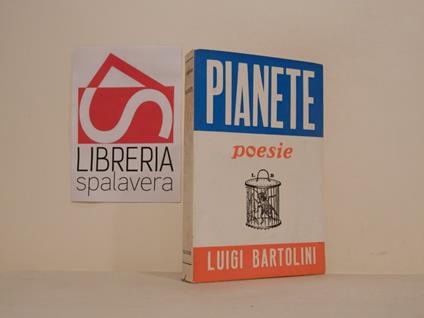 LIBRERIA
spalavera
PIANETE
poesie
L B
LUIGI BARTOLINI